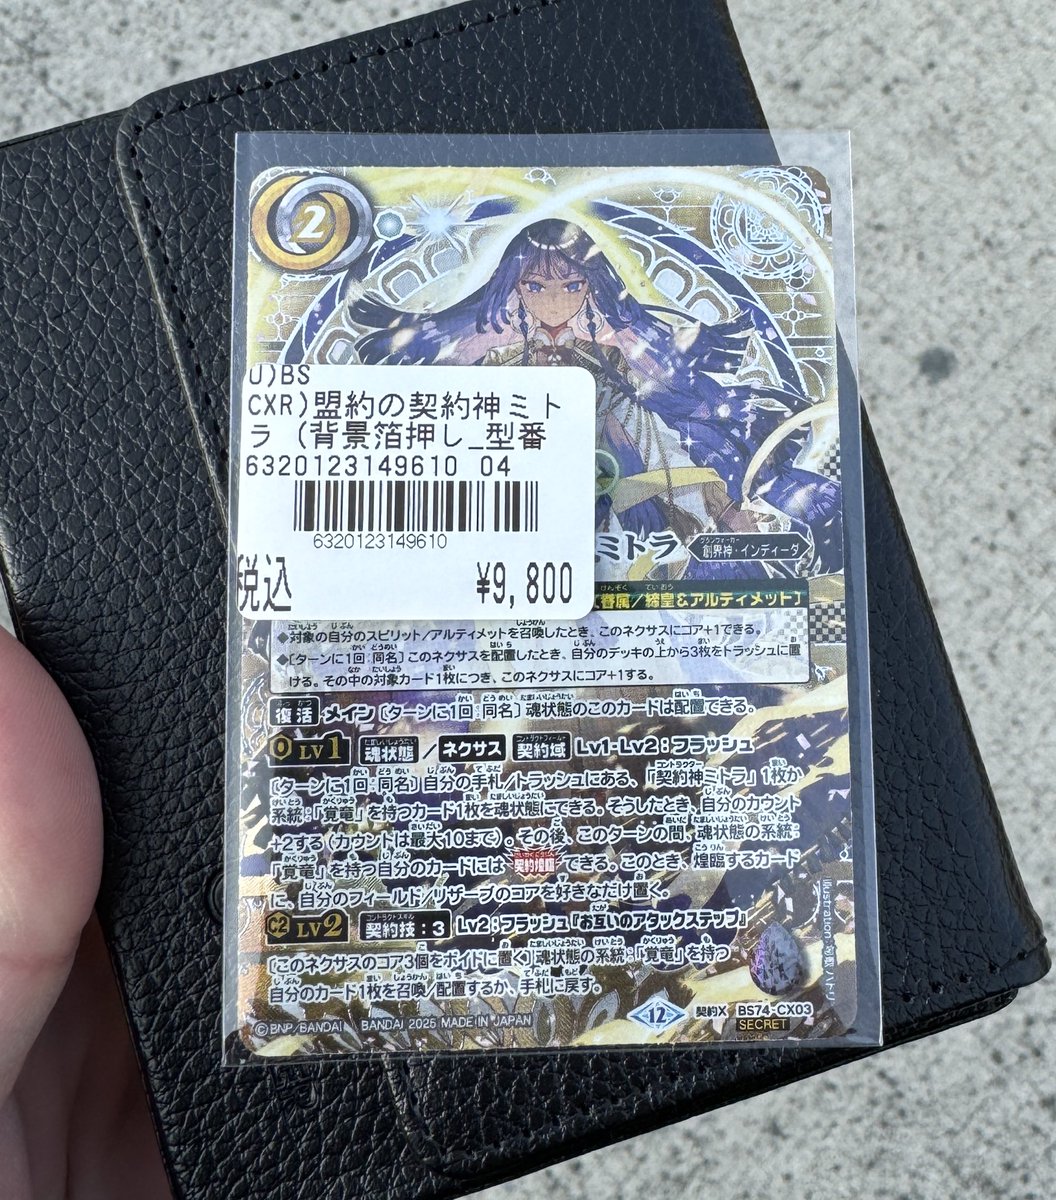 2
U)BS
CXR)盟約の契約神ミト
ラ (背景箔押し_型番
6320123149610 04
6320123149610
税込 ¥9,800
ミトラ
グランウォーカー
創界神・インディーダ
眷属/締皇&アルティメット〕
◆対象の自分のスピリット/アルティメットを召喚したとき、このネクサスにコア+1できる。
◆〔ターンに1回:同名〕このネクサスを配置したとき、自分のデッキの上から3枚をトラッシュに置
ける。その中の対象カード1枚につき、このネクサスにコア+1する。
復活・メイン〔ターンに1回:同名〕魂状態のこのカードは配置できる。
0 LV1 魂状態/ネクサス 契約域 Lv1・Lv2:フラッシュ
〔ターンに1回:同名〕自分の手札/トラッシュにある、「契約神ミトラ」1枚か
系統:「覚竜」を持つカード1枚を魂状態にできる。そうしたとき、自分のカウント
+2する(カウントは最大10まで)。その後、このターンの間、魂状態の系統:
「覚竜」を持つ自分のカードには契約煌臨できる。このとき、煌臨するカード
に、自分のフィールド/リザーブのコアを好きなだけ置く。
C2 LV2 契約技:3 Lv2:フラッシュ『お互いのアタックステップ』
「このネクサスのコア3個をボイドに置く」魂状態の系統:「覚竜」を持つ
自分のカード1枚を召喚/配置するか、手札に戻す。
12 契約X BS74-CX03
SECRET
©BNP/BANDAI BANDAI 2025 MADE IN JAPAN